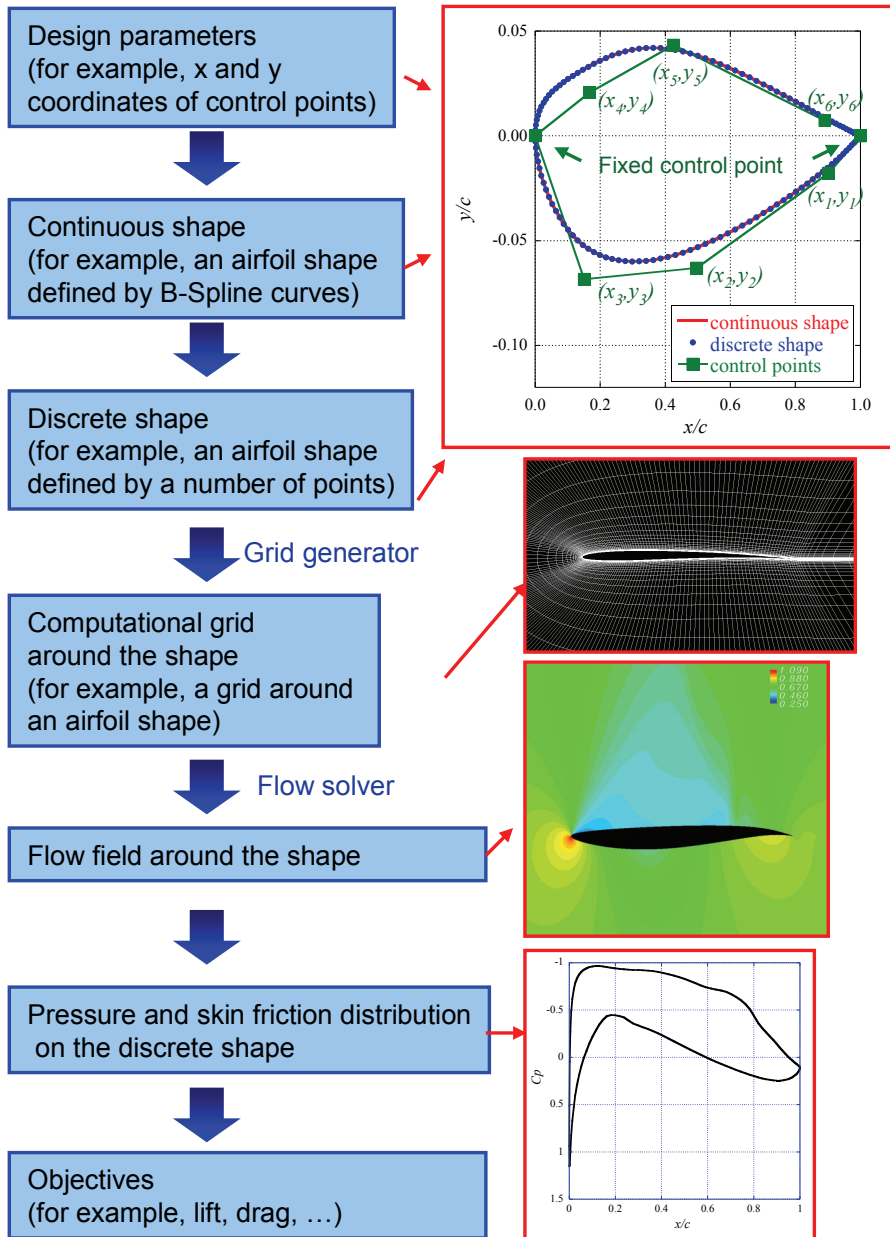 Design parameters
(for example, x and y
coordinates of control points)
Continuous shape
(for example, an airfoil shape
defined by B-Spline curves)
Discrete shape
(for example, an airfoil shape
defined by a number of points)
Grid generator
Computational grid
around the shape
(for example, a grid around
an airfoil shape)
Flow solver
Flow field around the shape
Pressure and skin friction distribution
on the discrete shape
Objectives
(for example, lift, drag, …)
0.05
0.00
-0.05
-0.10
y/c
(x5,y5)
(x4,y4)
(x6,y6)
Fixed control point
(x1,y1)
(x2,y2)
(x3,y3)
continuous shape
discrete shape
control points
0.0 0.2 0.4 0.6 0.8 1.0
x/c
1.090
0.880
0.670
0.460
0.250
-1
-0.5
0
0.5
1
1.5
Cp
0 0.2 0.4 0.6 0.8 1
x/c